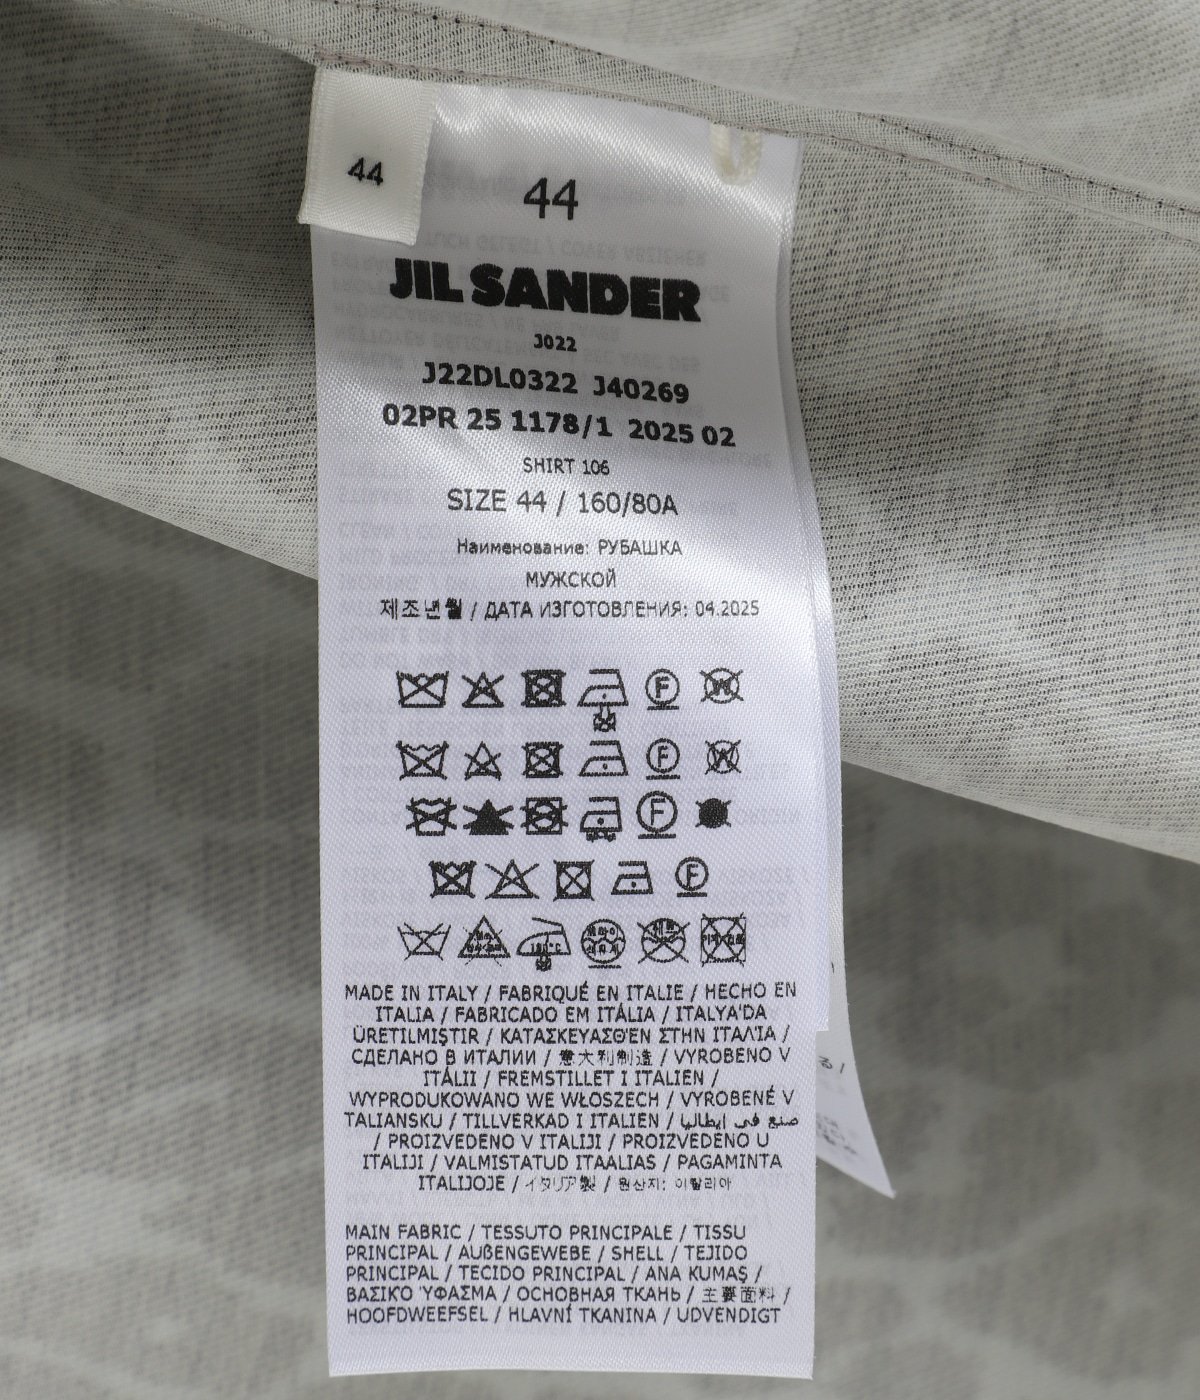 44
44
JIL SANDER
J022
J22DL0322 J40269
02PR 25 1178/1 2025 02
SHIRT 106
SIZE 44 / 160/80A
Наименование: РУБАШКА
МУЖСКОЙ
제조년월 / ДАТА ИЗГОТОВЛЕНИЯ: 04.2025
F W
F W
F
F
MADE IN ITALY / FABRIQUÉ EN ITALIE / HECHO EN
ITALIA / FABRICADO EM ITÁLIA / ITALYA'DA
ÜRETILMIŞTIR / ΚΑΤΑΣΚΕΥΑΣΘΈΝ ΣΤΗΝ ΙΤΑΛΊΑ /
СДЕЛАНО В ИТАЛИИ / 意大利制造 / VYROBENO V
ITÁLII / FREMSTILLET I ITALIEN /
WYPRODUKOWANO WE WŁOSZECH / VYROBENÉ V
TALIANSKU / TILLVERKAD I ITALIEN / صنع في إيطاليا
/ PROIZVEDENO V ITALIJI / PROIZVEDENO U
ITALIJI / VALMISTATUD ITAALIAS / PAGAMINTA
ITALIJOJE / イタリア製 / 원산지: 이탈리아
MAIN FABRIC / TESSUTO PRINCIPALE / TISSU
PRINCIPAL / AUßENGEWEBE / SHELL / TEJIDO
PRINCIPAL / TECIDO PRINCIPAL / ANA KUMAŞ /
ΒΑΣΙΚΌ ΎΦΑΣΜΑ / ОСНОВНАЯ ТКАНЬ / 主要面料 /
HOOFDWEEFSEL / HLAVNÍ TKANINA / UDVENDIGT